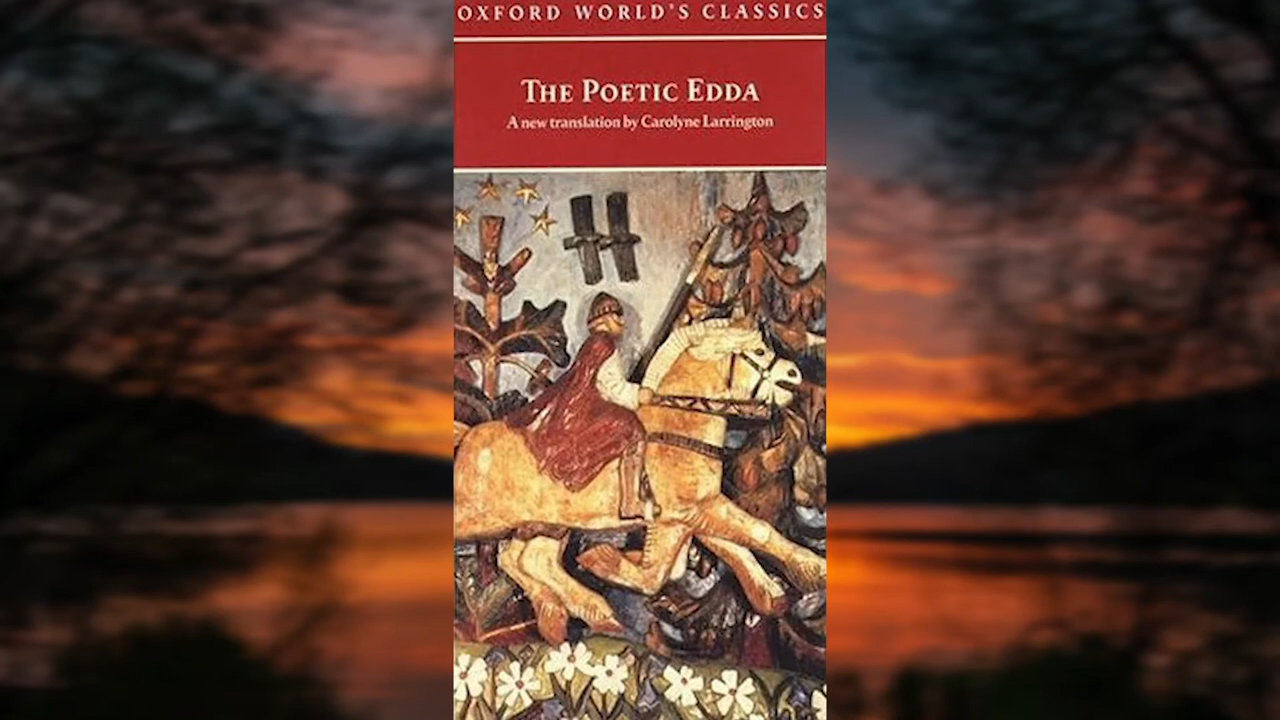 OXFORD WORLD'S CLASSICS
THE POETIC EDDA
A new translation by Carolyne Larrington